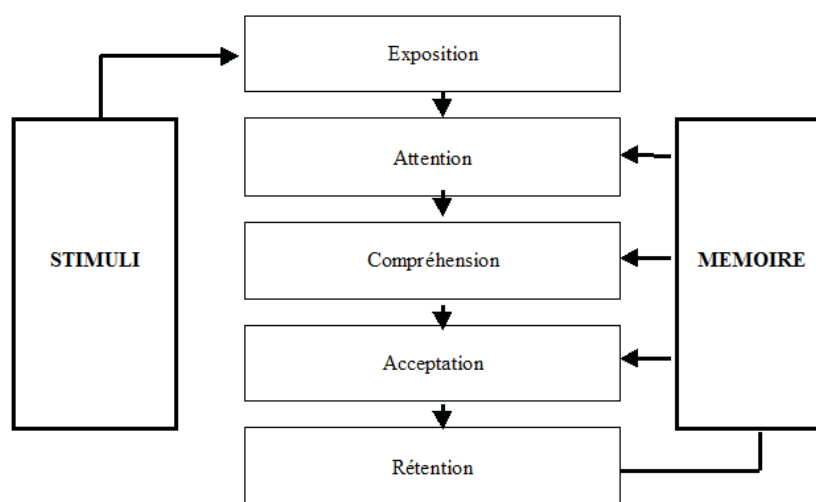 Exposition
Attention
STIMULI
Compréhension
MEMOIRE
Acceptation
Rétention